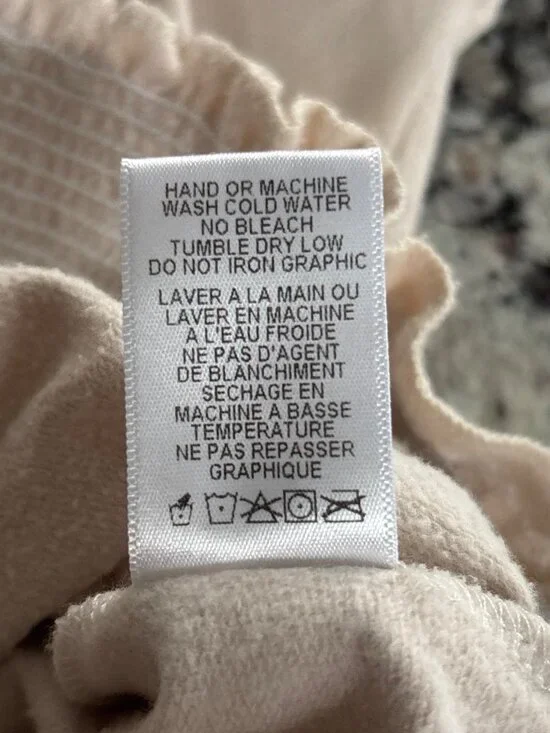 HAND OR MACHINE
WASH COLD WATER
NO BLEACH
TUMBLE DRY LOW
DO NOT IRON GRAPHIC
LAVER A LA MAIN OU
LAVER EN MACHINE
A L'EAU FROIDE
NE PAS D'AGENT
DE BLANCHIMENT
SECHAGE EN
MACHINE A BASSE
TEMPERATURE
NE PAS REPASSER
GRAPHIQUE